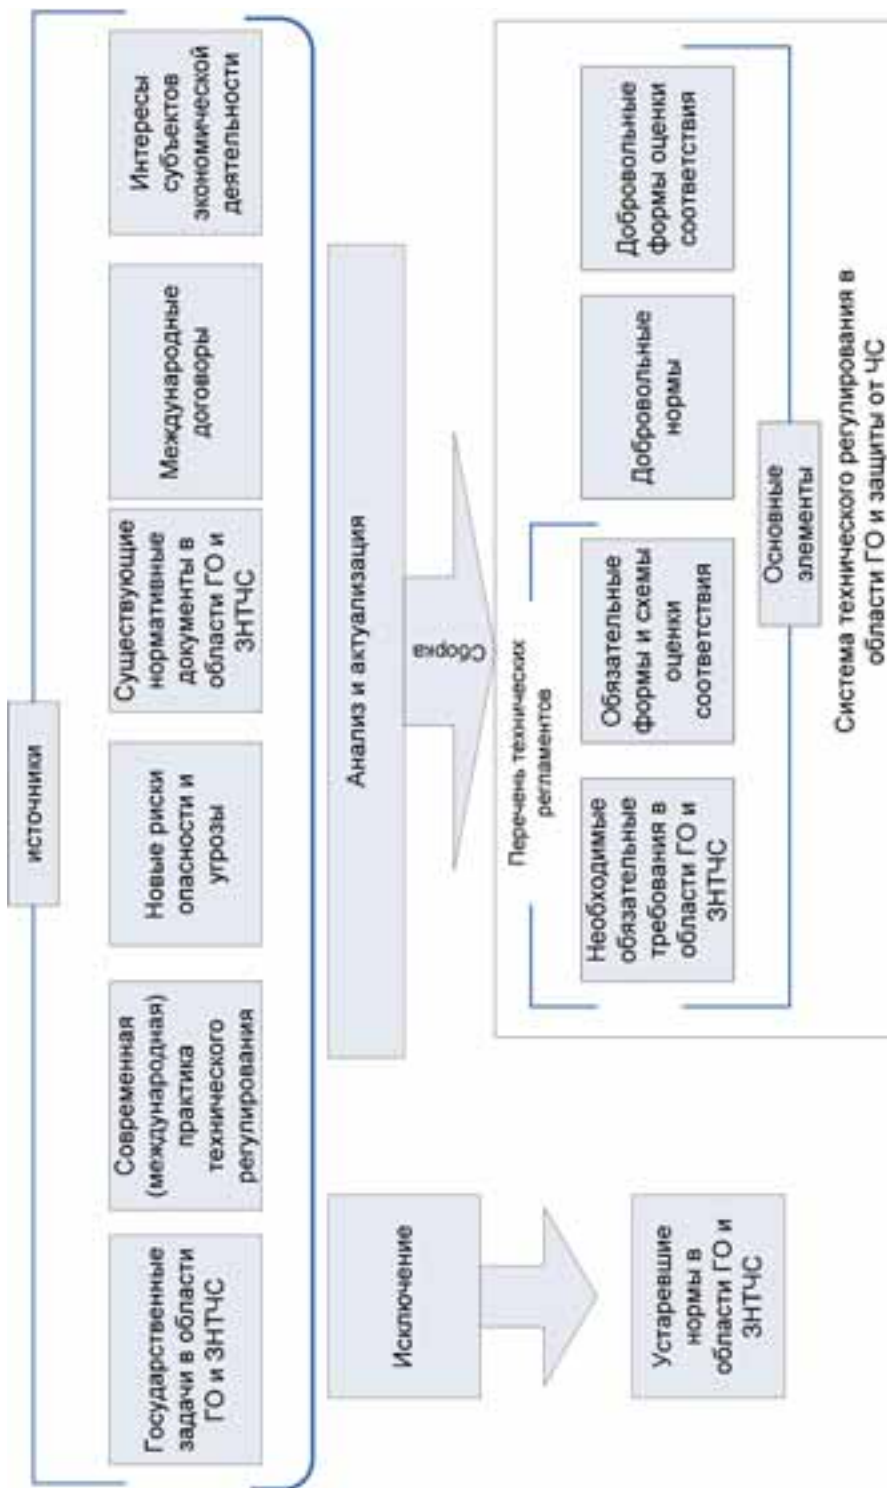 источники
Государственные
задачи в области
ГО и ЗНТЧС
Современная
(международная)
практика
технического
регулирования
Новые риски
опасности и
угрозы
Существующие
нормативные
документы в
области ГО и
ЗНТЧС
Международные
договоры
Интересы
субъектов
экономической
деятельности
Исключение
Анализ и актуализация
Сборка
Устаревшие
нормы в
области ГО и
ЗНТЧС
Перечень технических
регламентов
Необходимые
обязательные
требования в
области ГО и
ЗНТЧС
Обязательные
формы и схемы
оценки
соответствия
Добровольные
нормы
Добровольные
формы оценки
соответствия
Основные
элементы
Система технического регулирования в
области ГО и защиты от ЧС